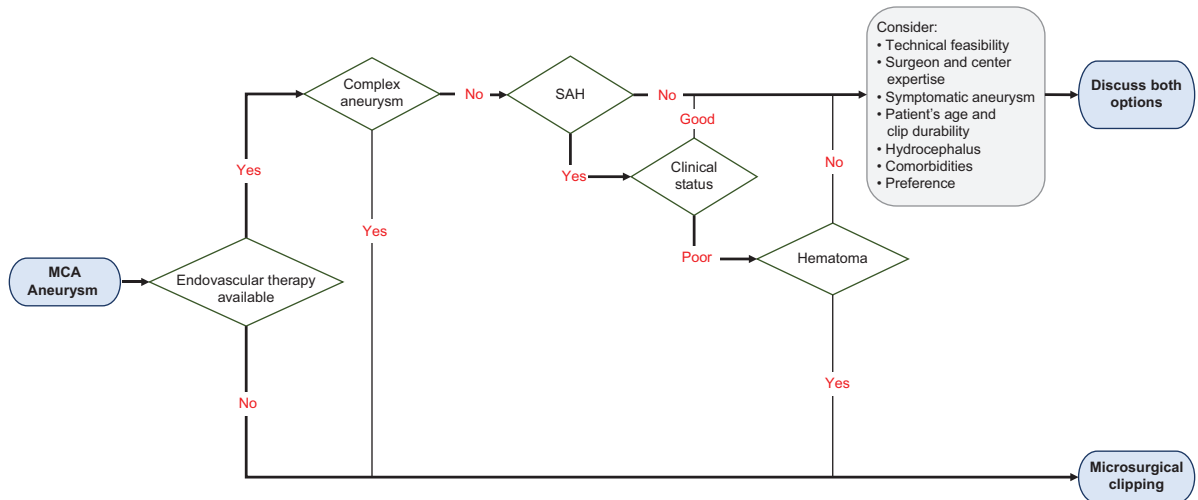 MCA
Aneurysm
Endovascular therapy
available
Yes
No
Complex
aneurysm
No
Yes
SAH
No
Yes
Good
Clinical
status
Poor
Hematoma
No
Yes
Consider:
• Technical feasibility
• Surgeon and center
expertise
• Symptomatic aneurysm
• Patient's age and
clip durability
• Hydrocephalus
• Comorbidities
• Preference
Discuss both
options
Microsurgical
clipping